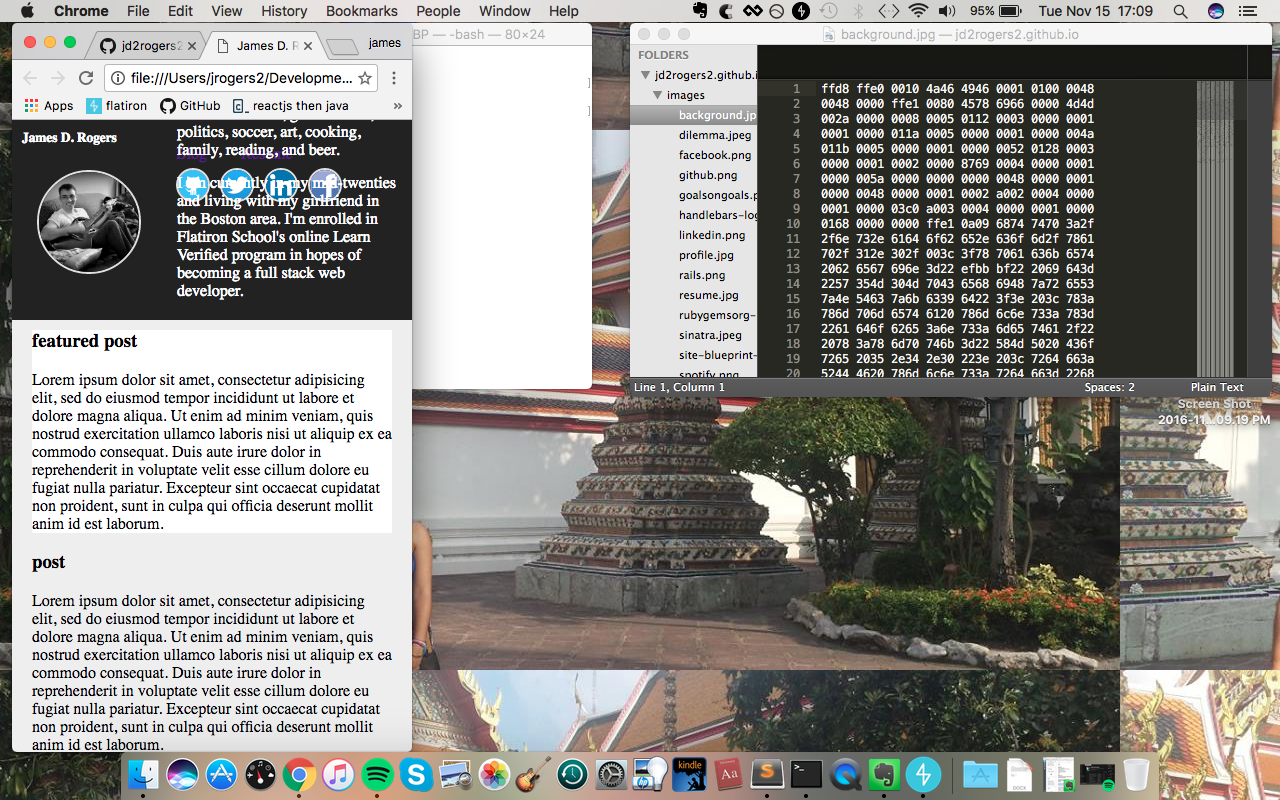 Chrome File Edit View History Bookmarks People Window Help
95% Tue Nov 15 17:09
jd2rogers2
James D. R
james
BP — -bash — 80×24
file:///Users/jrogers2/Developme...
Apps flatiron GitHub reactjs then java »
James D. Rogers
politics, soccer, art, cooking,
family, reading, and beer.
I am currently in my mid-twenties
and living with my girlfriend in
the Boston area. I'm enrolled in
Flatiron School's online Learn
Verified program in hopes of
becoming a full stack web
developer.
featured post
Lorem ipsum dolor sit amet, consectetur adipisicing
elit, sed do eiusmod tempor incididunt ut labore et
dolore magna aliqua. Ut enim ad minim veniam, quis
nostrud exercitation ullamco laboris nisi ut aliquip ex ea
commodo consequat. Duis aute irure dolor in
reprehenderit in voluptate velit esse cillum dolore eu
fugiat nulla pariatur. Excepteur sint occaecat cupidatat
non proident, sunt in culpa qui officia deserunt mollit
anim id est laborum.
post
Lorem ipsum dolor sit amet, consectetur adipisicing
elit, sed do eiusmod tempor incididunt ut labore et
dolore magna aliqua. Ut enim ad minim veniam, quis
nostrud exercitation ullamco laboris nisi ut aliquip ex ea
commodo consequat. Duis aute irure dolor in
reprehenderit in voluptate velit esse cillum dolore eu
fugiat nulla pariatur. Excepteur sint occaecat cupidatat
non proident, sunt in culpa qui officia deserunt mollit
anim id est laborum.
background.jpg — jd2rogers2.github.io
FOLDERS
jd2rogers2.github.i
images
background.jp
dilemma.jpeg
facebook.png
github.png
goalsongoals.p
handlebars-log
linkedin.png
profile.jpg
rails.png
resume.jpg
rubygemsorg-
sinatra.jpeg
site-blueprint-
spotify.png
1 ffd8 ffe0 0010 4a46 4946 0001 0100 0048
2 0048 0000 ffe1 0080 4578 6966 0000 4d4d
3 002a 0000 0008 0005 0112 0003 0000 0001
4 0001 0000 011a 0005 0000 0001 0000 004a
5 011b 0005 0000 0001 0000 0052 0128 0003
6 0000 0001 0002 0000 8769 0004 0000 0001
7 0000 005a 0000 0000 0000 0048 0000 0001
8 0000 0048 0000 0001 0002 a002 0004 0000
9 0001 0000 03c0 a003 0004 0000 0001 0000
10 0168 0000 0000 ffe1 0a09 6874 7470 3a2f
11 2f6e 732e 6164 6f62 652e 636f 6d2f 7861
12 702f 312e 302f 003c 3f78 7061 636b 6574
13 2062 6567 696e 3d22 efbb bf22 2069 643d
14 2257 354d 304d 7043 6568 6948 7a72 6553
15 7a4e 5463 7a6b 6339 6422 3f3e 203c 783a
16 786d 706d 6574 6120 786d 6c6e 733a 783d
17 2261 646f 6265 3a6e 733a 6d65 7461 2f22
18 2078 3a78 6d70 746b 3d22 584d 5020 436f
19 7265 2035 2e34 2e30 223e 203c 7264 663a
20 5244 4620 786d 6c6e 733a 7264 663d 2268
Line 1, Column 1 Spaces: 2 Plain Text
Screen Shot
2016-11...09.19 PM
kindle
Aa
DOCX